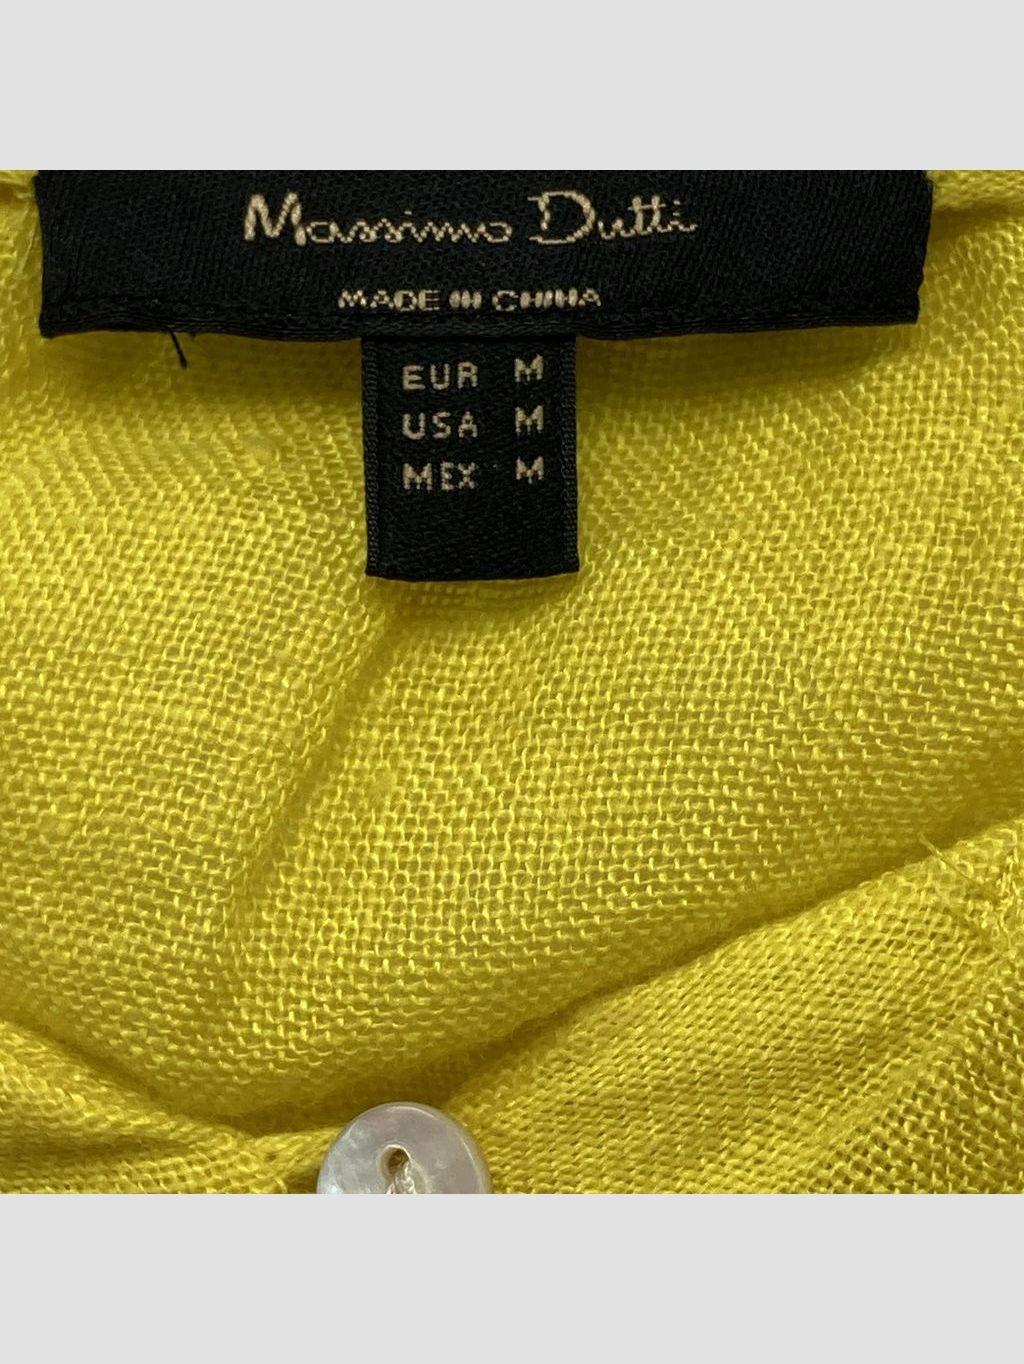 Massimo Dutti
MADE IN CHINA
EUR M
USA M
MEX M